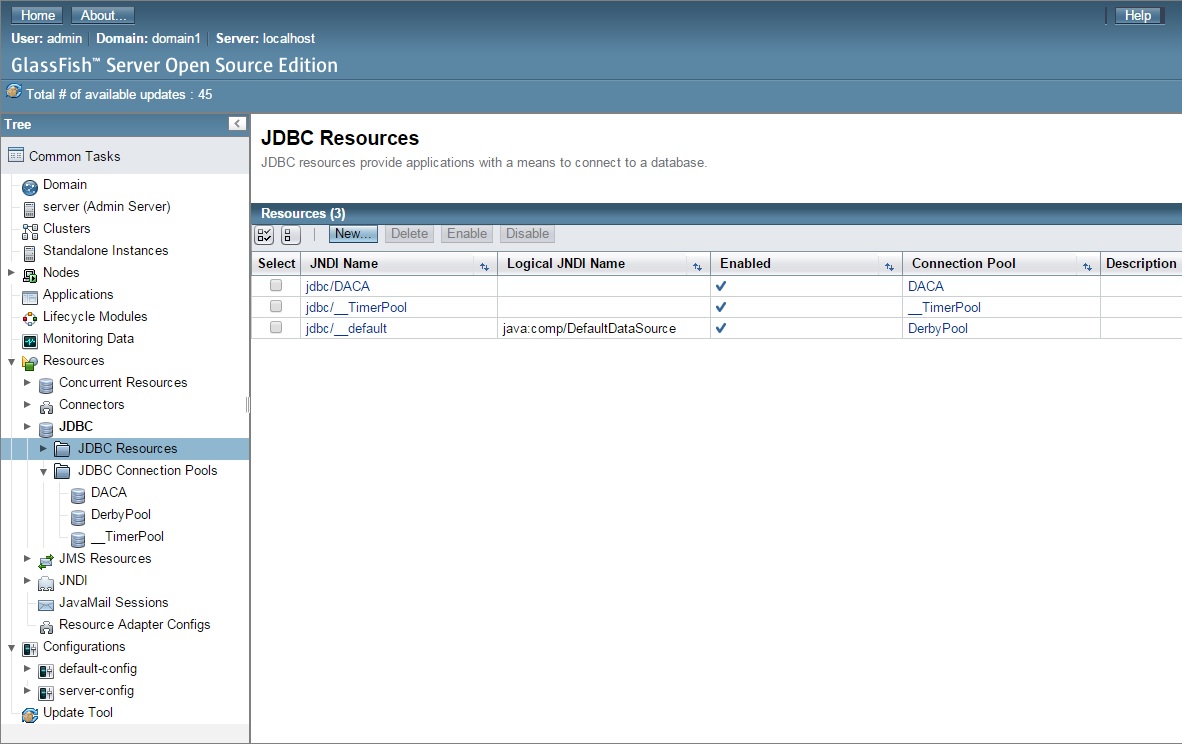 Home About... Help
User: admin Domain: domain1 Server: localhost
GlassFish™ Server Open Source Edition
Total # of available updates : 45
Tree
Common Tasks
Domain
server (Admin Server)
Clusters
Standalone Instances
Nodes
Applications
Lifecycle Modules
Monitoring Data
Resources
Concurrent Resources
Connectors
JDBC
JDBC Resources
JDBC Connection Pools
DACA
DerbyPool
__TimerPool
JMS Resources
JNDI
JavaMail Sessions
Resource Adapter Configs
Configurations
default-config
server-config
Update Tool
JDBC Resources
JDBC resources provide applications with a means to connect to a database.
Resources (3)
New... Delete Enable Disable
Select JNDI Name Logical JNDI Name Enabled Connection Pool Description
jdbc/DACA DACA
jdbc/__TimerPool __TimerPool
jdbc/__default java:comp/DefaultDataSource DerbyPool